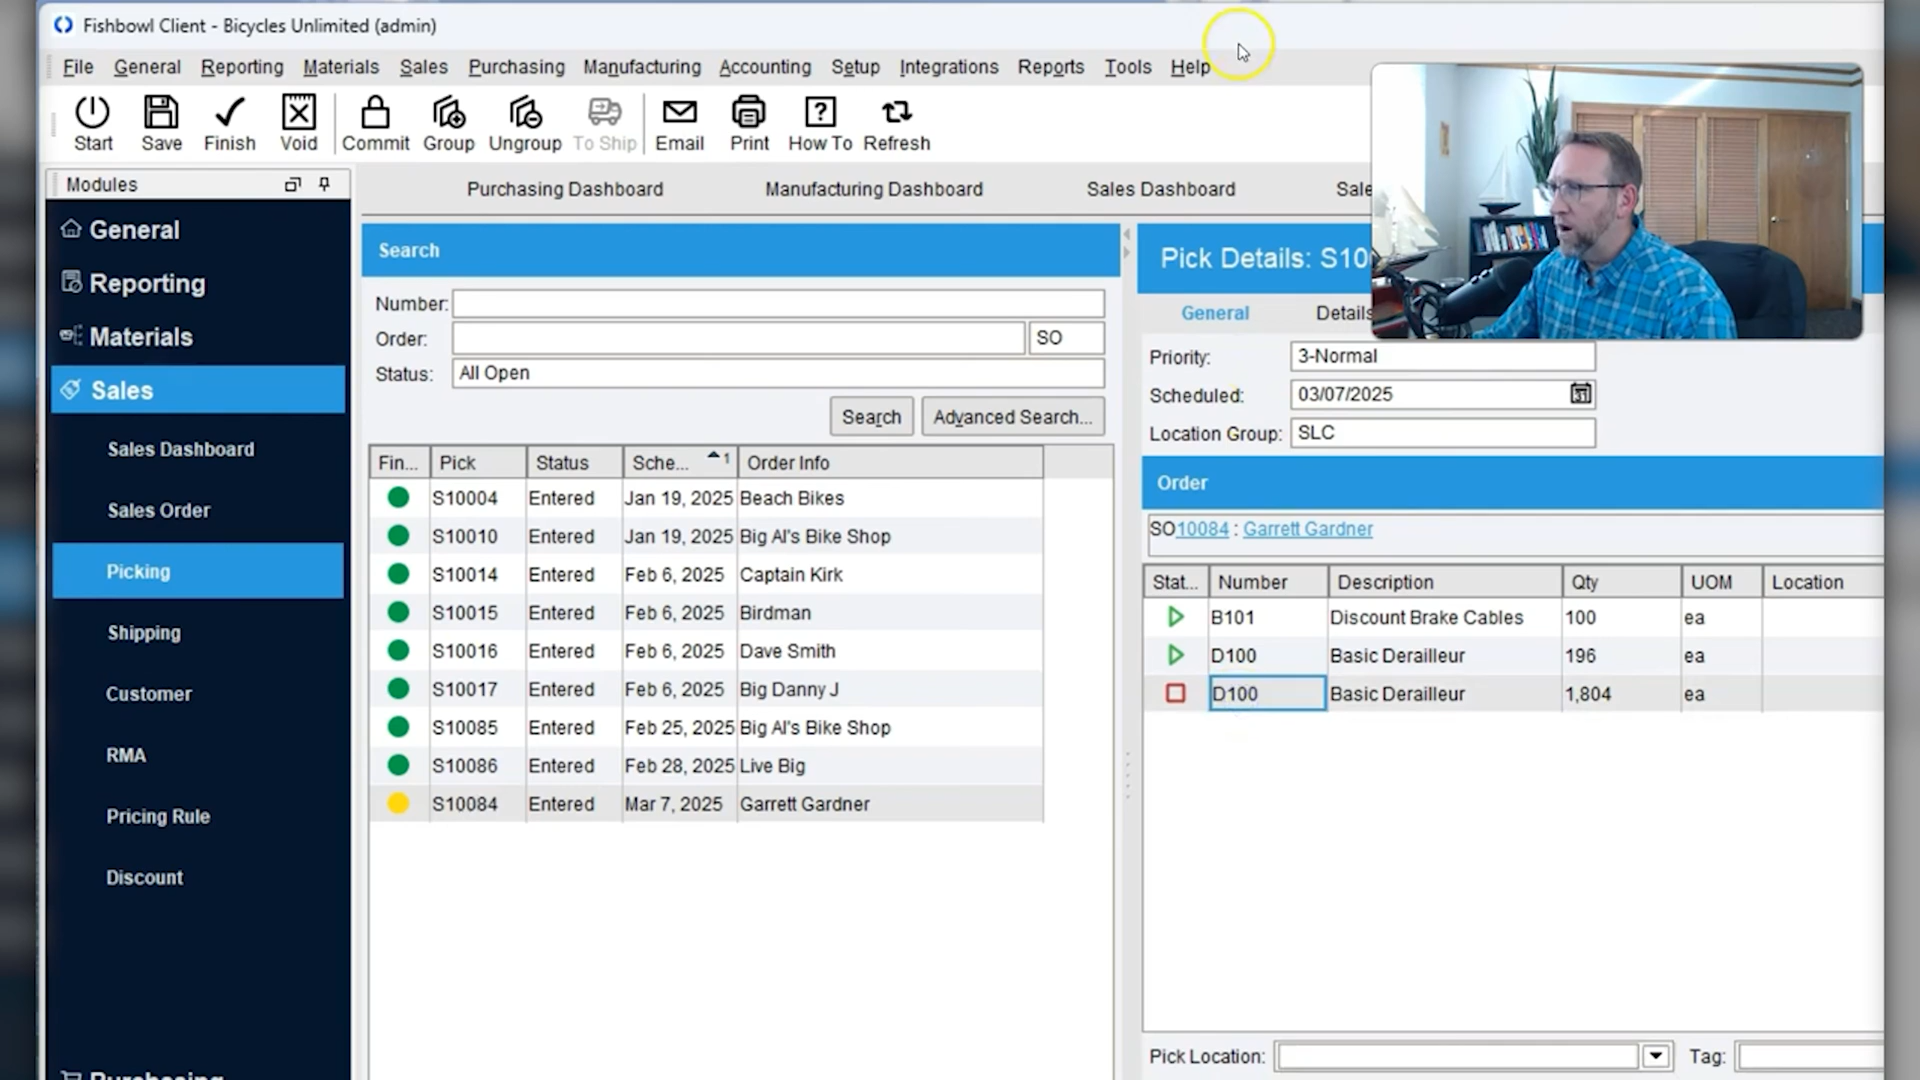 Fishbowl Client - Bicycles Unlimited (admin)
File General Reporting Materials Sales Purchasing Manufacturing Accounting Setup Integrations Reports Tools Help
Start Save Finish Void Commit Group Ungroup To Ship Email Print How To Refresh
Modules
Purchasing Dashboard Manufacturing Dashboard Sales Dashboard Sale
General
Reporting
Materials
Sales
Sales Dashboard
Sales Order
Picking
Shipping
Customer
RMA
Pricing Rule
Discount
Purchasing
Search
Number:
Order: SO
Status: All Open
Search Advanced Search...
Fin... Pick Status Sche... 1 Order Info
S10004 Entered Jan 19, 2025 Beach Bikes
S10010 Entered Jan 19, 2025 Big Al's Bike Shop
S10014 Entered Feb 6, 2025 Captain Kirk
S10015 Entered Feb 6, 2025 Birdman
S10016 Entered Feb 6, 2025 Dave Smith
S10017 Entered Feb 6, 2025 Big Danny J
S10085 Entered Feb 25, 2025 Big Al's Bike Shop
S10086 Entered Feb 28, 2025 Live Big
S10084 Entered Mar 7, 2025 Garrett Gardner
Pick Details: S10
General Details
Priority: 3-Normal
Scheduled: 03/07/2025
Location Group: SLC
Order
SO10084 : Garrett Gardner
Stat... Number Description Qty UOM Location
B101 Discount Brake Cables 100 ea
D100 Basic Derailleur 196 ea
D100 Basic Derailleur 1,804 ea
Pick Location: Tag: